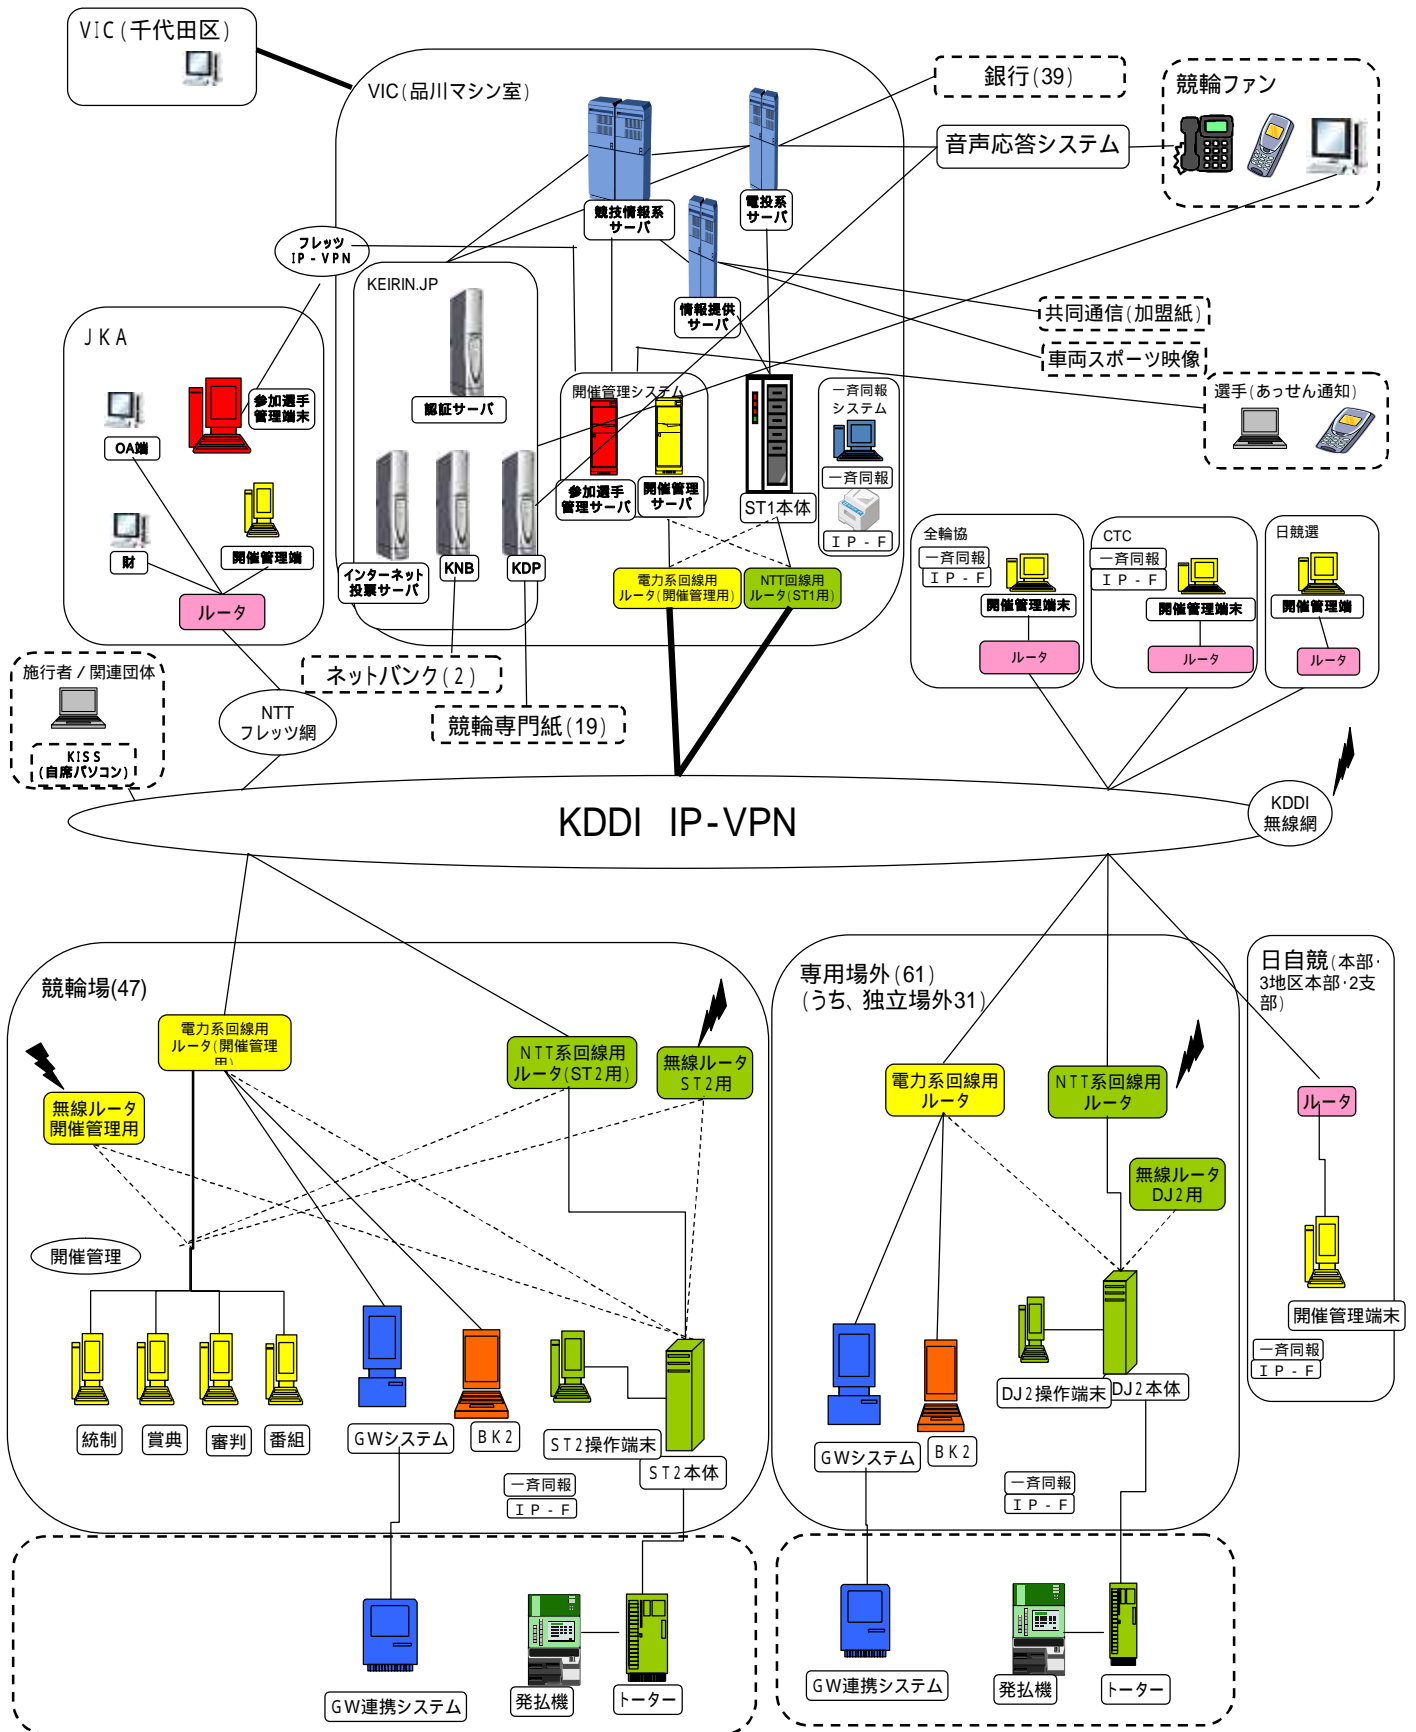 VIC(千代田区)
VIC(品川マシン室)
銀行(39)
競輪ファン
音声応答システム
競技情報系
サーバ
電投系
サーバ
フレッツ
IP-VPN
KEIRIN.JP
情報提供
サーバ
共同通信(加盟紙)
車両スポーツ映像
選手(あっせん通知)
JKA
参加選手
管理端末
OA端
認証サーバ
開催管理システム
一斉同報
システム
一斉同報
IP-F
参加選手
管理サーバ
開催管理
サーバ
ST1本体
財
開催管理端
ルータ
インターネット
投票サーバ
KNB
KDP
電力系回線用
ルータ(開催管理用)
NTT回線用
ルータ(ST1用)
全輪協
一斉同報
IP-F
開催管理端末
ルータ
CTC
一斉同報
IP-F
開催管理端末
ルータ
日競選
開催管理端
ルータ
施行者/関連団体
KISS
(自席パソコン)
NTT
フレッツ網
ネットバンク(2)
競輪専門紙(19)
KDDI IP-VPN
KDDI
無線網
競輪場(47)
電力系回線用
ルータ(開催管理
用)
NTT系回線用
ルータ(ST2用)
無線ルータ
ST2用
無線ルータ
開催管理用
開催管理
統制
賞典
審判
番組
GWシステム
BK2
ST2操作端末
ST2本体
一斉同報
IP-F
専用場外(61)
(うち、独立場外31)
電力系回線用
ルータ
NTT系回線用
ルータ
無線ルータ
DJ2用
DJ2操作端末
DJ2本体
GWシステム
BK2
一斉同報
IP-F
日自競(本部・
3地区本部・2支
部)
ルータ
開催管理端末
一斉同報
IP-F
GW連携システム
発払機
トーター
GW連携システム
発払機
トーター